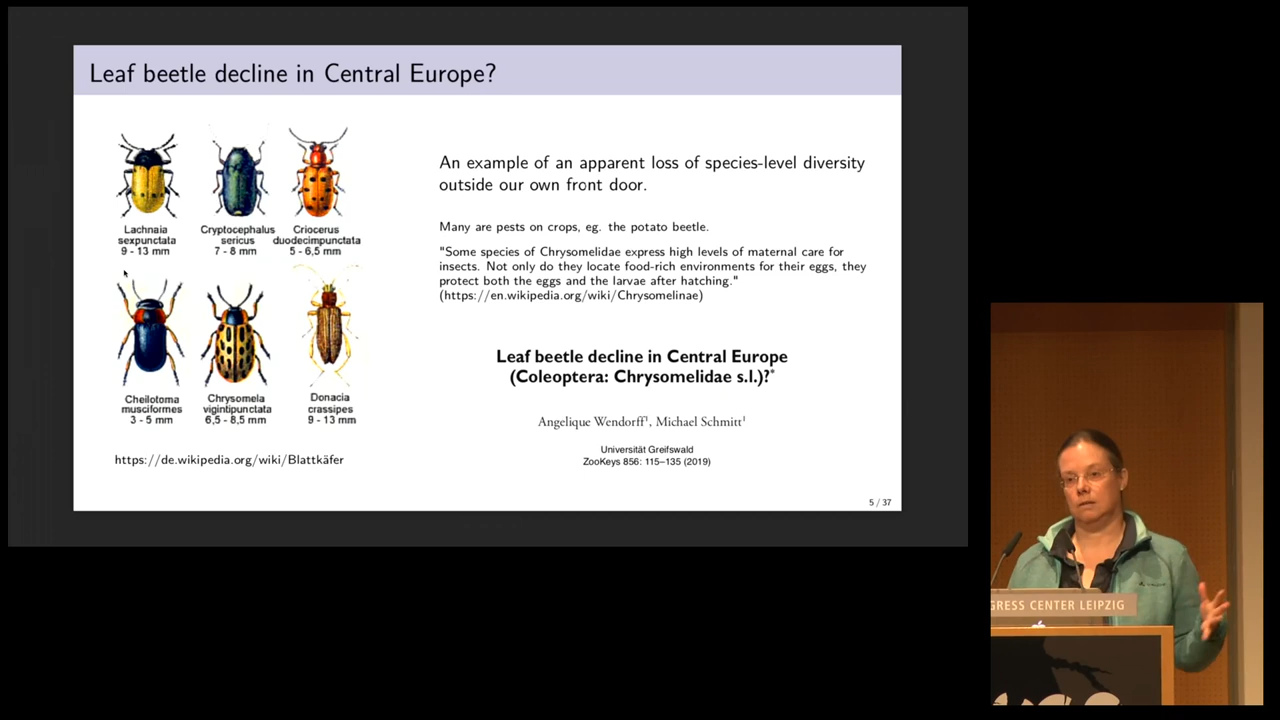 Leaf beetle decline in Central Europe?
Lachnaia
sexpunctata
9 - 13 mm
Cryptocephalus
sericus
7 - 8 mm
Criocerus
duodecimpunctata
5 - 6,5 mm
Cheilotoma
musciformes
3 - 5 mm
Chrysomela
vigintipunctata
6,5 - 8,5 mm
Donacia
crassipes
9 - 13 mm
https://de.wikipedia.org/wiki/Blattkäfer
An example of an apparent loss of species-level diversity
outside our own front door.
Many are pests on crops, eg. the potato beetle.
"Some species of Chrysomelidae express high levels of maternal care for
insects. Not only do they locate food-rich environments for their eggs, they
protect both the eggs and the larvae after hatching."
(https://en.wikipedia.org/wiki/Chrysomelinae)
Leaf beetle decline in Central Europe
(Coleoptera: Chrysomelidae s.l.)?*
Angelique Wendorff¹, Michael Schmitt¹
Universität Greifswald
ZooKeys 856: 115–135 (2019)
5 / 37
GRESS CENTER LEIPZIG